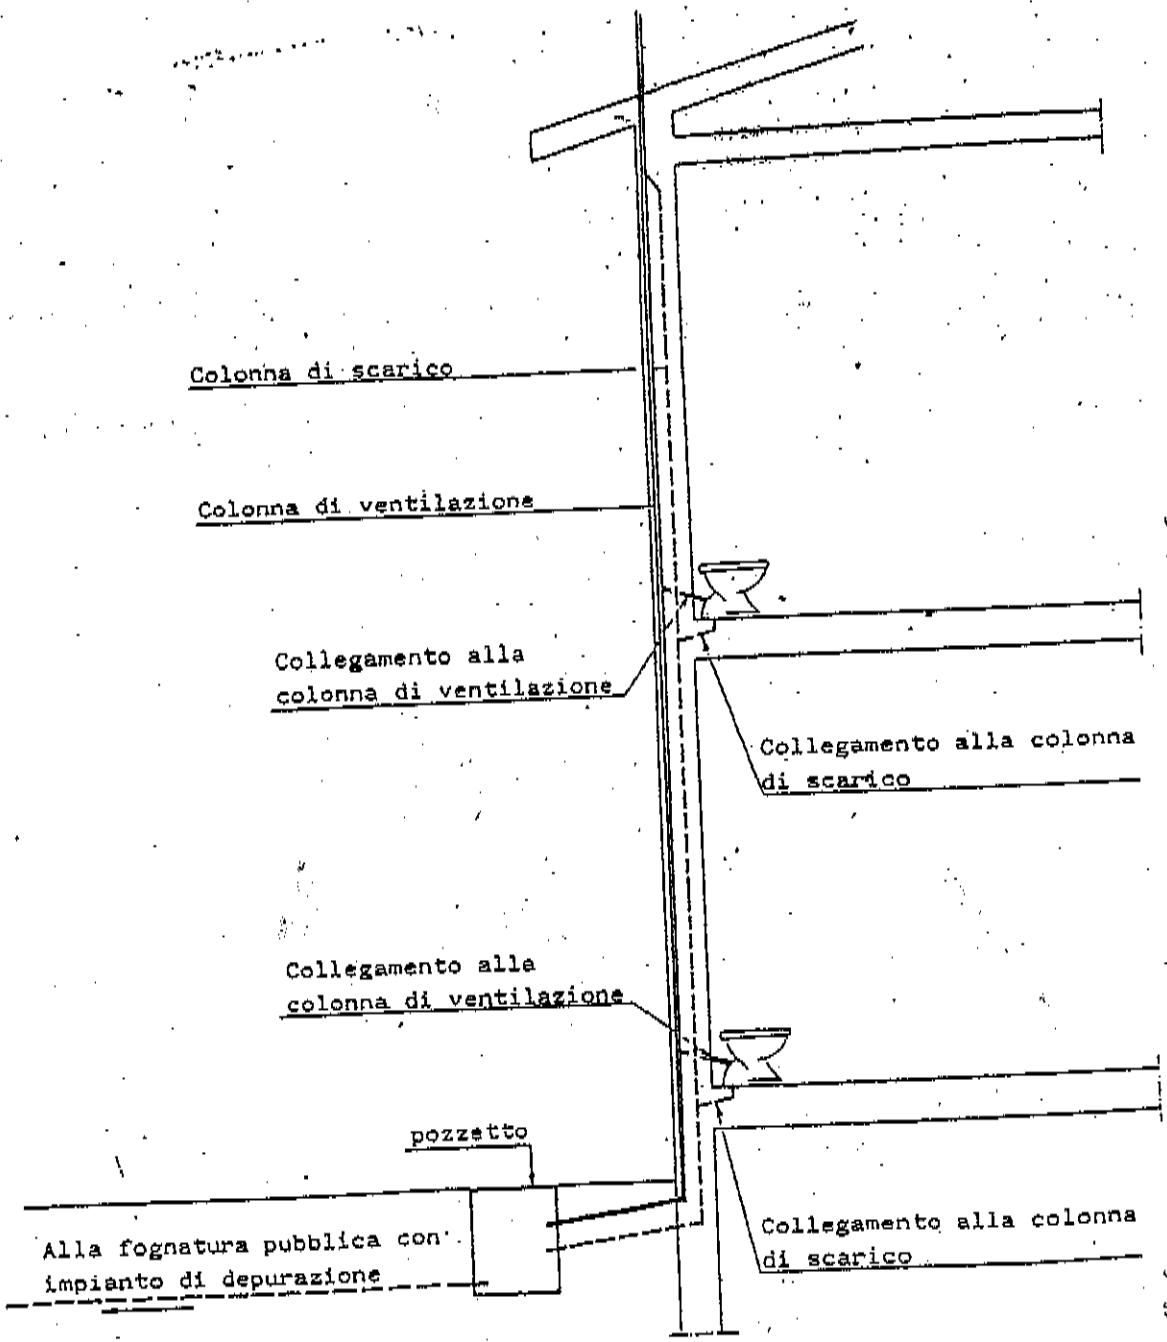 Colonna di scarico
Colonna di ventilazione
Collegamento alla
colonna di ventilazione
Collegamento alla colonna
di scarico
Collegamento alla
colonna di ventilazione
pozzetto
Alla fognatura pubblica con
impianto di depurazione
Collegamento alla colonna
di scarico